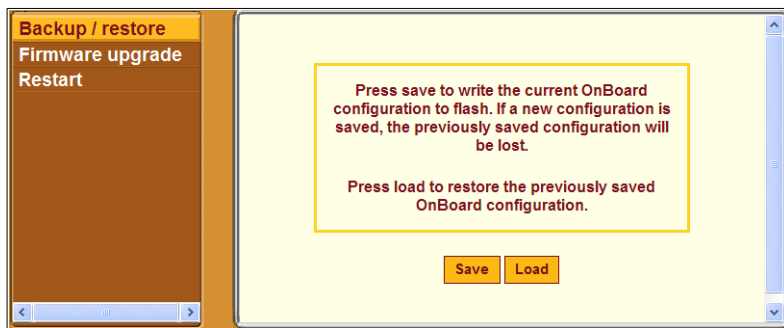 Backup / restore
Firmware upgrade
Restart
Press save to write the current OnBoard
configuration to flash. If a new configuration is
saved, the previously saved configuration will
be lost.
Press load to restore the previously saved
OnBoard configuration.
Save Load